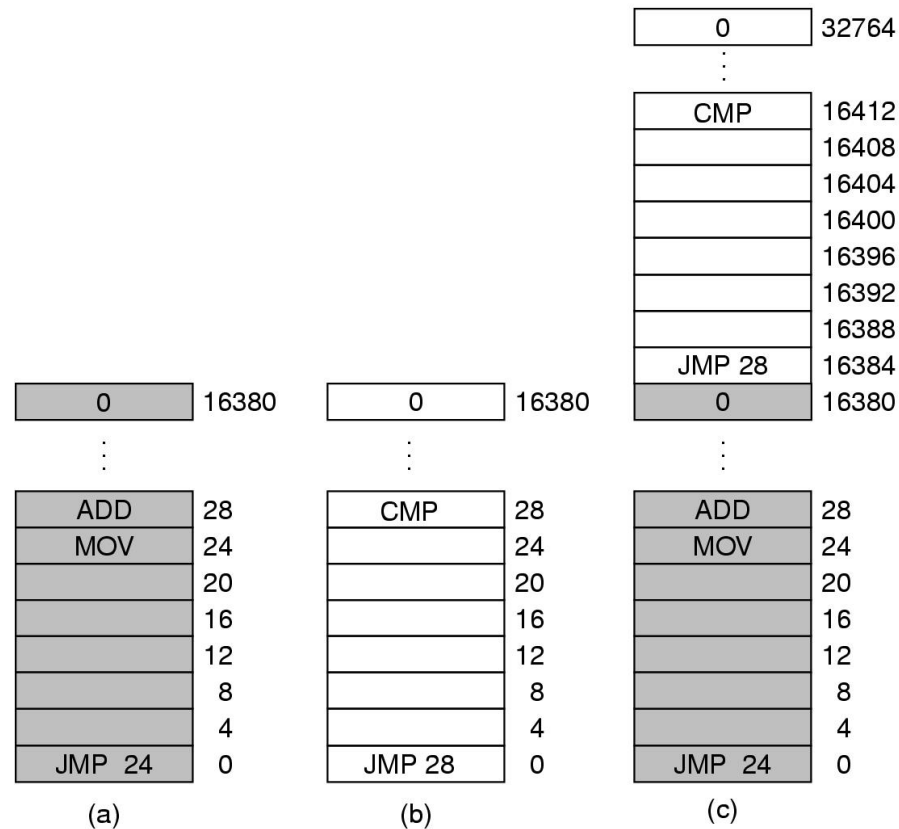 0 32764
CMP 16412
16408
16404
16400
16396
16392
16388
JMP 28 16384
0 16380 0 16380 0 16380
ADD 28 CMP 28 ADD 28
MOV 24 24 MOV 24
20 20 20
16 16 16
12 12 12
8 8 8
4 4 4
JMP 24 0 JMP 28 0 JMP 24 0
(a) (b) (c)